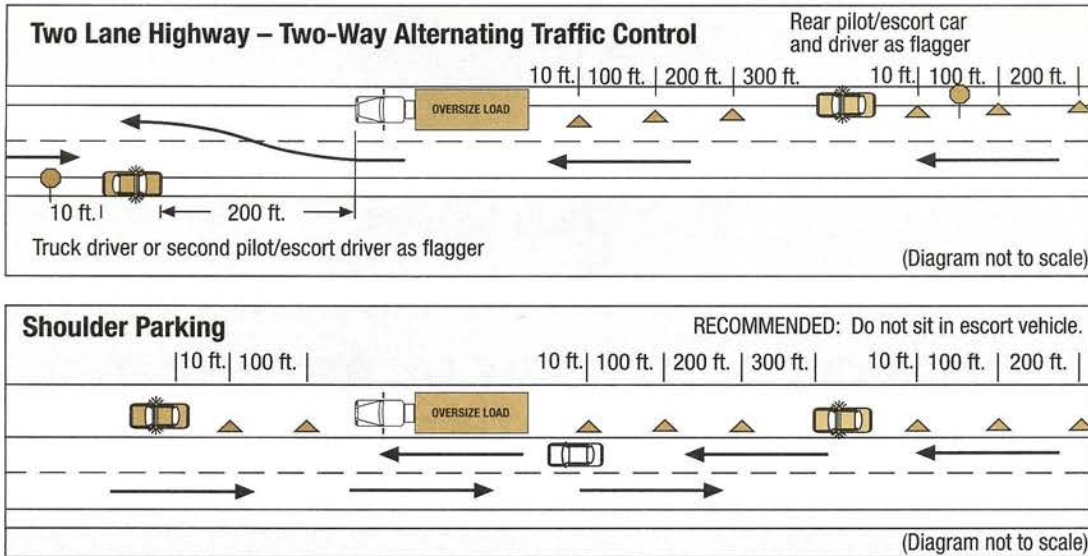 Two Lane Highway – Two-Way Alternating Traffic Control
Rear pilot/escort car
and driver as flagger
10 ft. 100 ft. 200 ft. 300 ft. 10 ft. 100 ft. 200 ft.
OVERSIZE LOAD
10 ft. 200 ft.
Truck driver or second pilot/escort driver as flagger
(Diagram not to scale)
Shoulder Parking
RECOMMENDED: Do not sit in escort vehicle.
10 ft. 100 ft. 10 ft. 100 ft. 200 ft. 300 ft. 10 ft. 100 ft. 200 ft.
OVERSIZE LOAD
(Diagram not to scale)